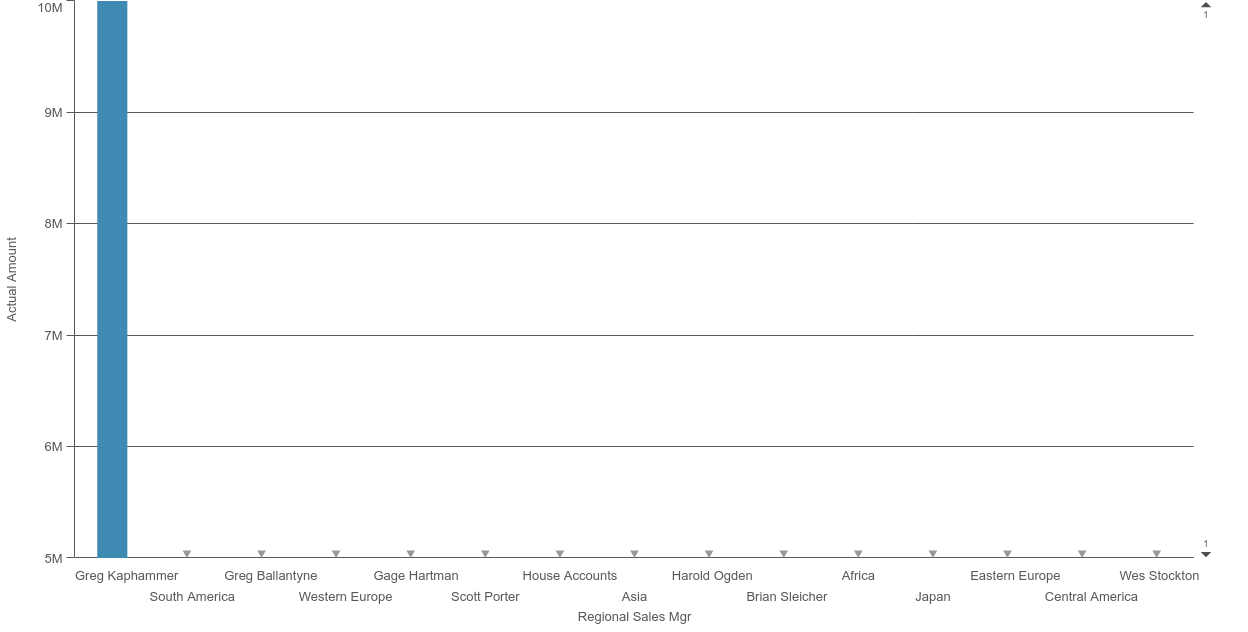 10M
9M
8M
7M
6M
5M
Actual Amount
1
1
Greg Kaphammer Greg Ballantyne Gage Hartman House Accounts Harold Ogden Africa Eastern Europe Wes Stockton
South America Western Europe Scott Porter Asia Brian Sleicher Japan Central America
Regional Sales Mgr